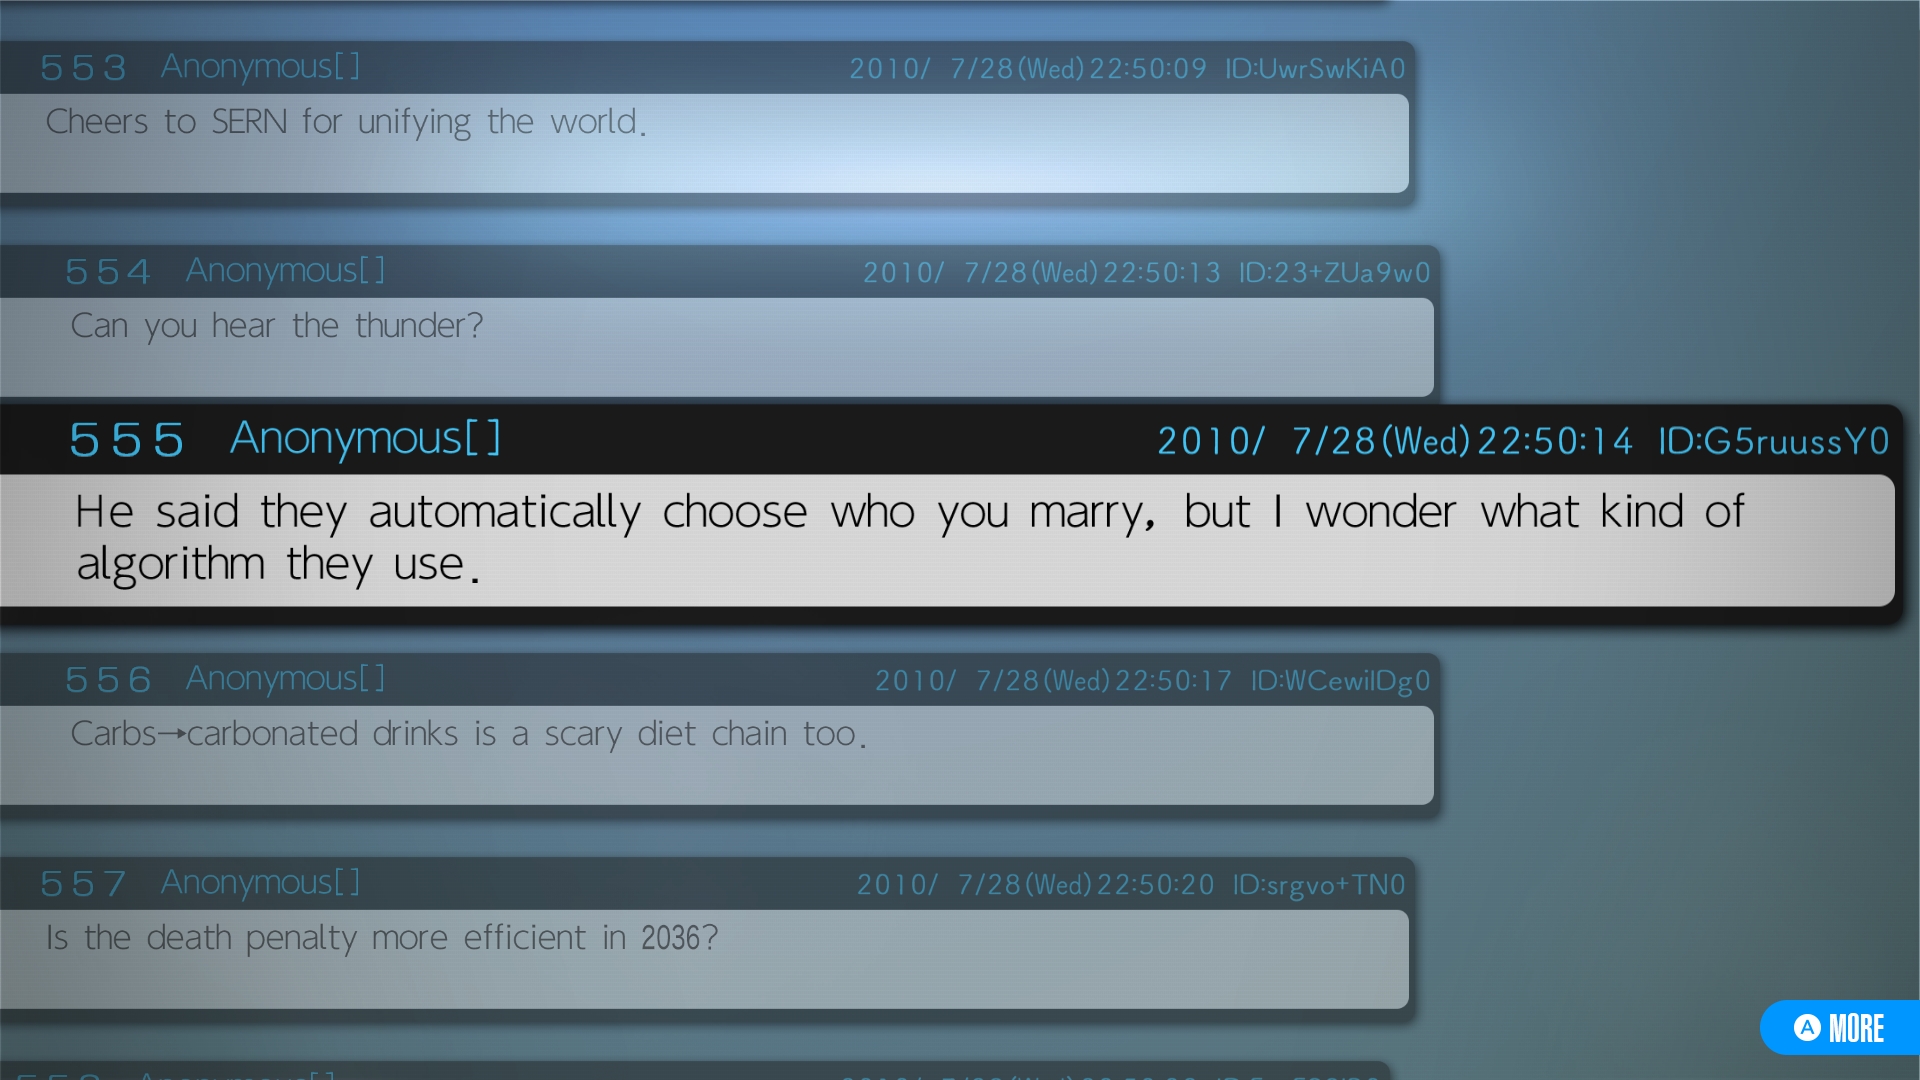 553 Anonymous[] 2010/ 7/28(Wed)22:50:09 ID:UwrSwKiA0
Cheers to SERN for unifying the world.
554 Anonymous[] 2010/ 7/28(Wed)22:50:13 ID:23+ZUa9w0
Can you hear the thunder?
555 Anonymous[] 2010/ 7/28(Wed)22:50:14 ID:G5ruussY0
He said they automatically choose who you marry, but I wonder what kind of
algorithm they use.
556 Anonymous[] 2010/ 7/28(Wed)22:50:17 ID:WCewilDg0
Carbs→carbonated drinks is a scary diet chain too.
557 Anonymous[] 2010/ 7/28(Wed)22:50:20 ID:srgvo+TN0
Is the death penalty more efficient in 2036?
A MORE